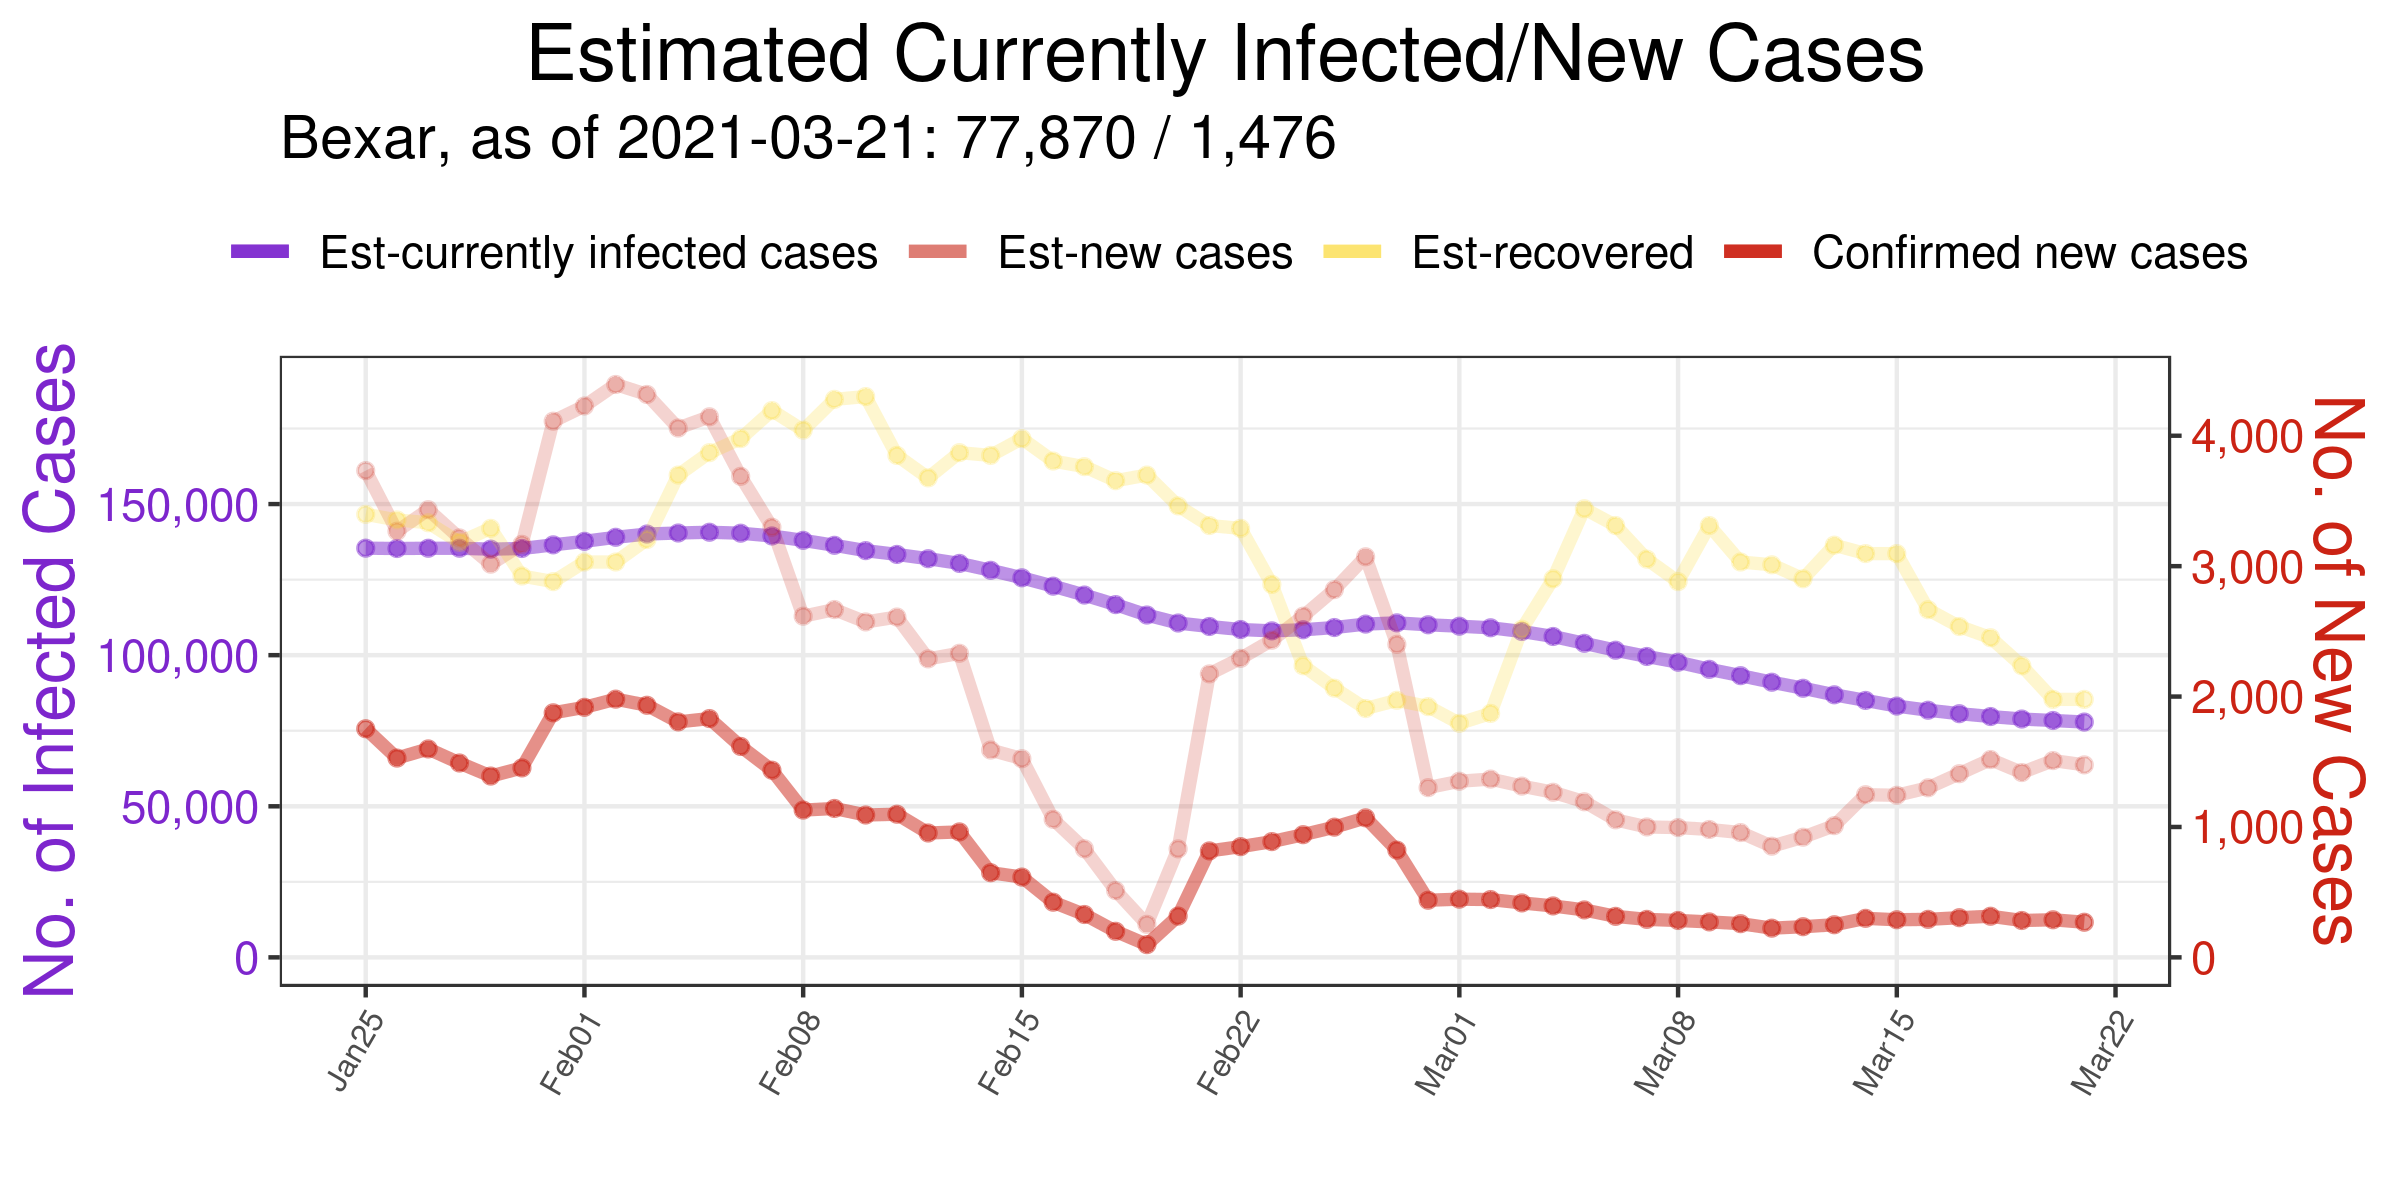 Estimated Currently Infected/New Cases
Bexar, as of 2021-03-21: 77,870 / 1,476
Est-currently infected cases
Est-new cases
Est-recovered
Confirmed new cases
No. of Infected Cases
150,000
100,000
50,000
0
4,000
3,000
2,000
1,000
0
No. of New Cases
Jan25
Feb01
Feb08
Feb15
Feb22
Mar01
Mar08
Mar15
Mar22